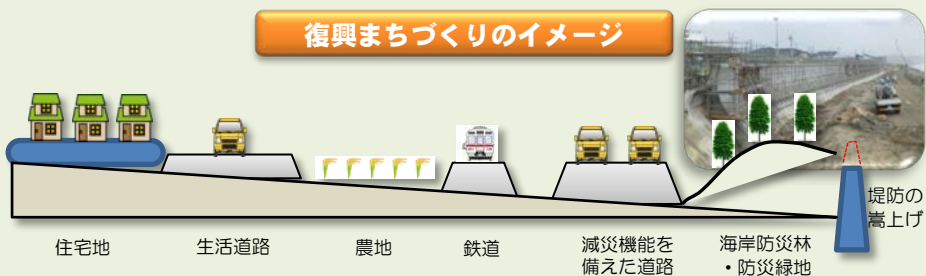 復興まちづくりのイメージ
住宅地
生活道路
農地
鉄道
減災機能を
備えた道路
海岸防災林
・防災緑地
堤防の
嵩上げ